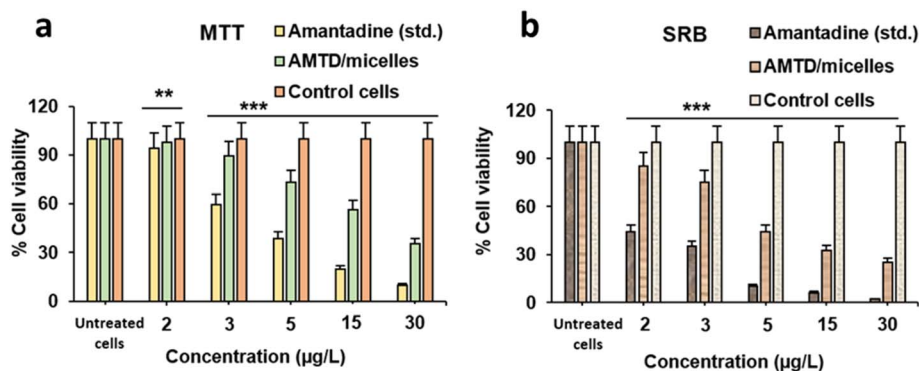 a
MTT
Amantadine (std.)
AMTD/micelles
Control cells
**
***
120
90
60
30
0
% Cell viability
Untreated cells
2
3
5
15
30
Concentration (µg/L)
b
SRB
Amantadine (std.)
AMTD/micelles
Control cells
***
120
90
60
30
0
% Cell viability
Untreated cells
2
3
5
15
30
Concentration (µg/L)